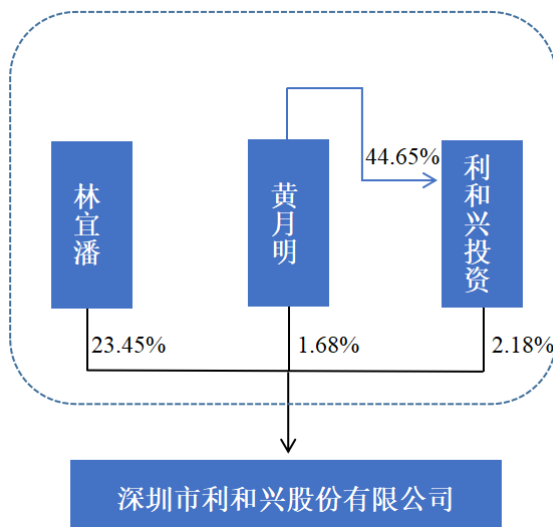 44.65%
林宜潘
黄月明
利和兴投资
23.45%
1.68%
2.18%
深圳市利和兴股份有限公司